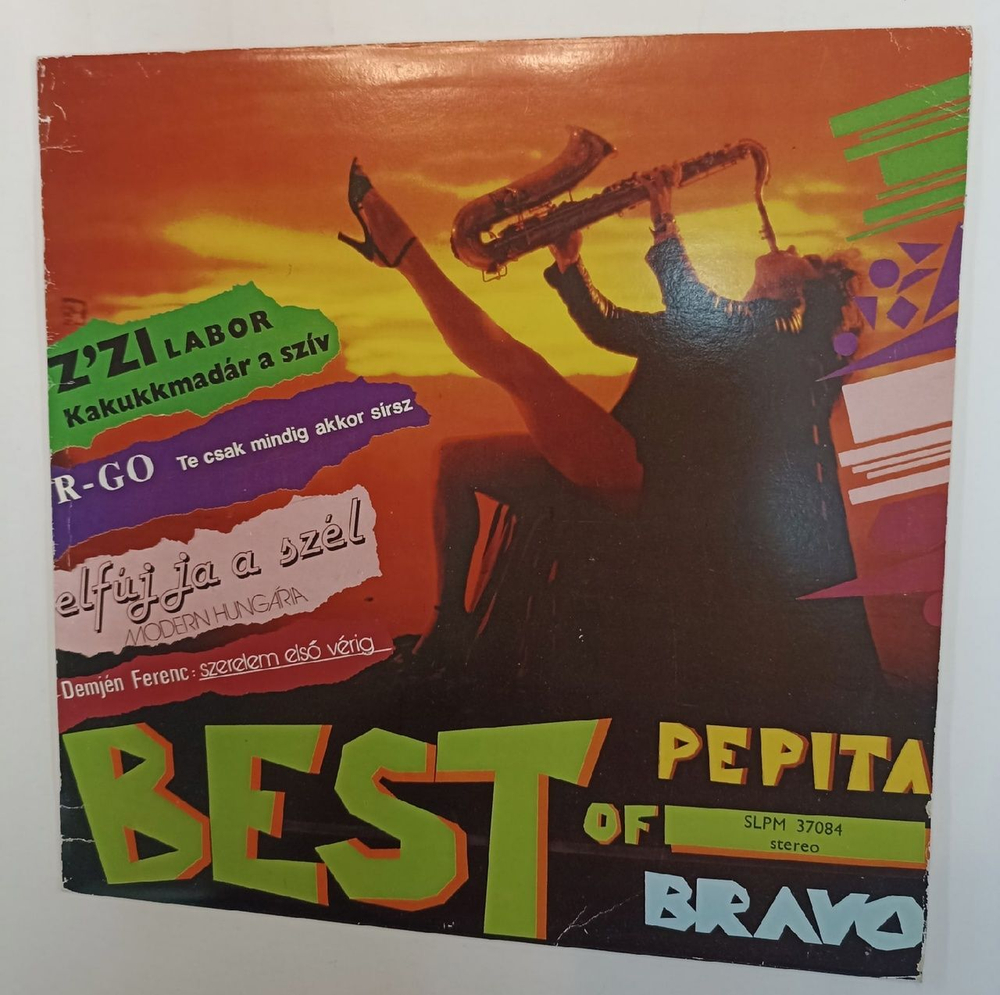 Z'ZI LABOR
Kakukkmadár a szív
R-GO Te csak mindig akkor sírsz
elfújja a szél
MODERN HUNGÁRIA
Demjén Ferenc: szerelem első vérig
BEST OF
PEPITA
SLPM 37084
stereo
BRAVO